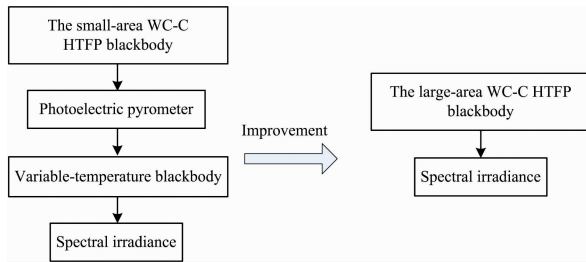 The small-area WC-C
HTFP blackbody
Photoelectric pyrometer
Variable-temperature blackbody
Spectral irradiance
Improvement
The large-area WC-C HTFP
blackbody
Spectral irradiance